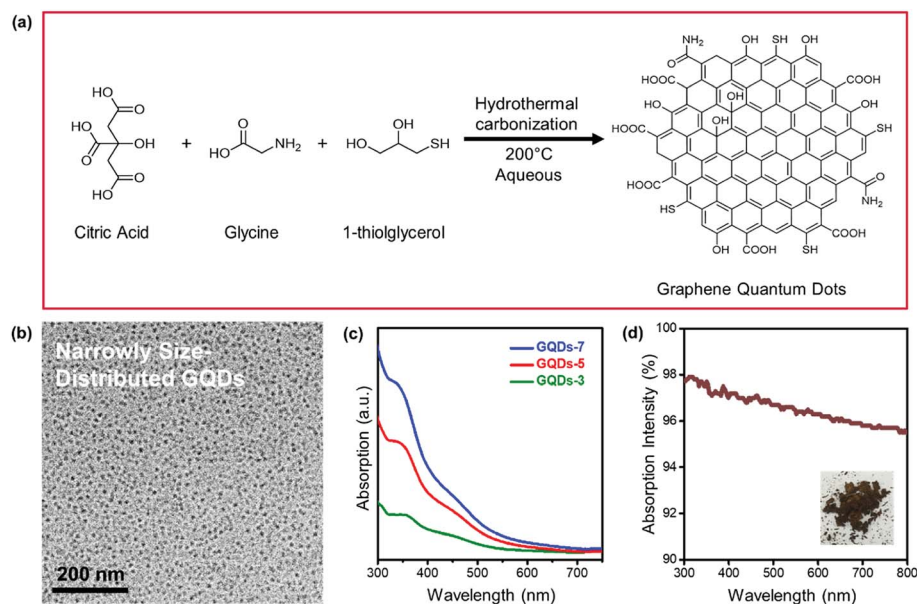 (a)
HO
O
HO
O
OH
O
OH
Citric Acid
+
O
HO
NH₂
Glycine
+
OH
HO
SH
1-thiolglycerol
Hydrothermal
carbonization
200°C
Aqueous
NH₂
O
OH
SH
OH
HOOC
COOH
HO
OH
OH
OH
HOOC
SH
HOOC
O
NH₂
HS
COOH
OH
COOH
SH
Graphene Quantum Dots
(b)
Narrowly Size-
Distributed GQDs
200 nm
(c)
GQDs-7
GQDs-5
GQDs-3
Absorption (a.u.)
300 400 500 600 700
Wavelength (nm)
(d)
Absorption Intensity (%)
100
98
96
94
92
90
300 400 500 600 700 800
Wavelength (nm)